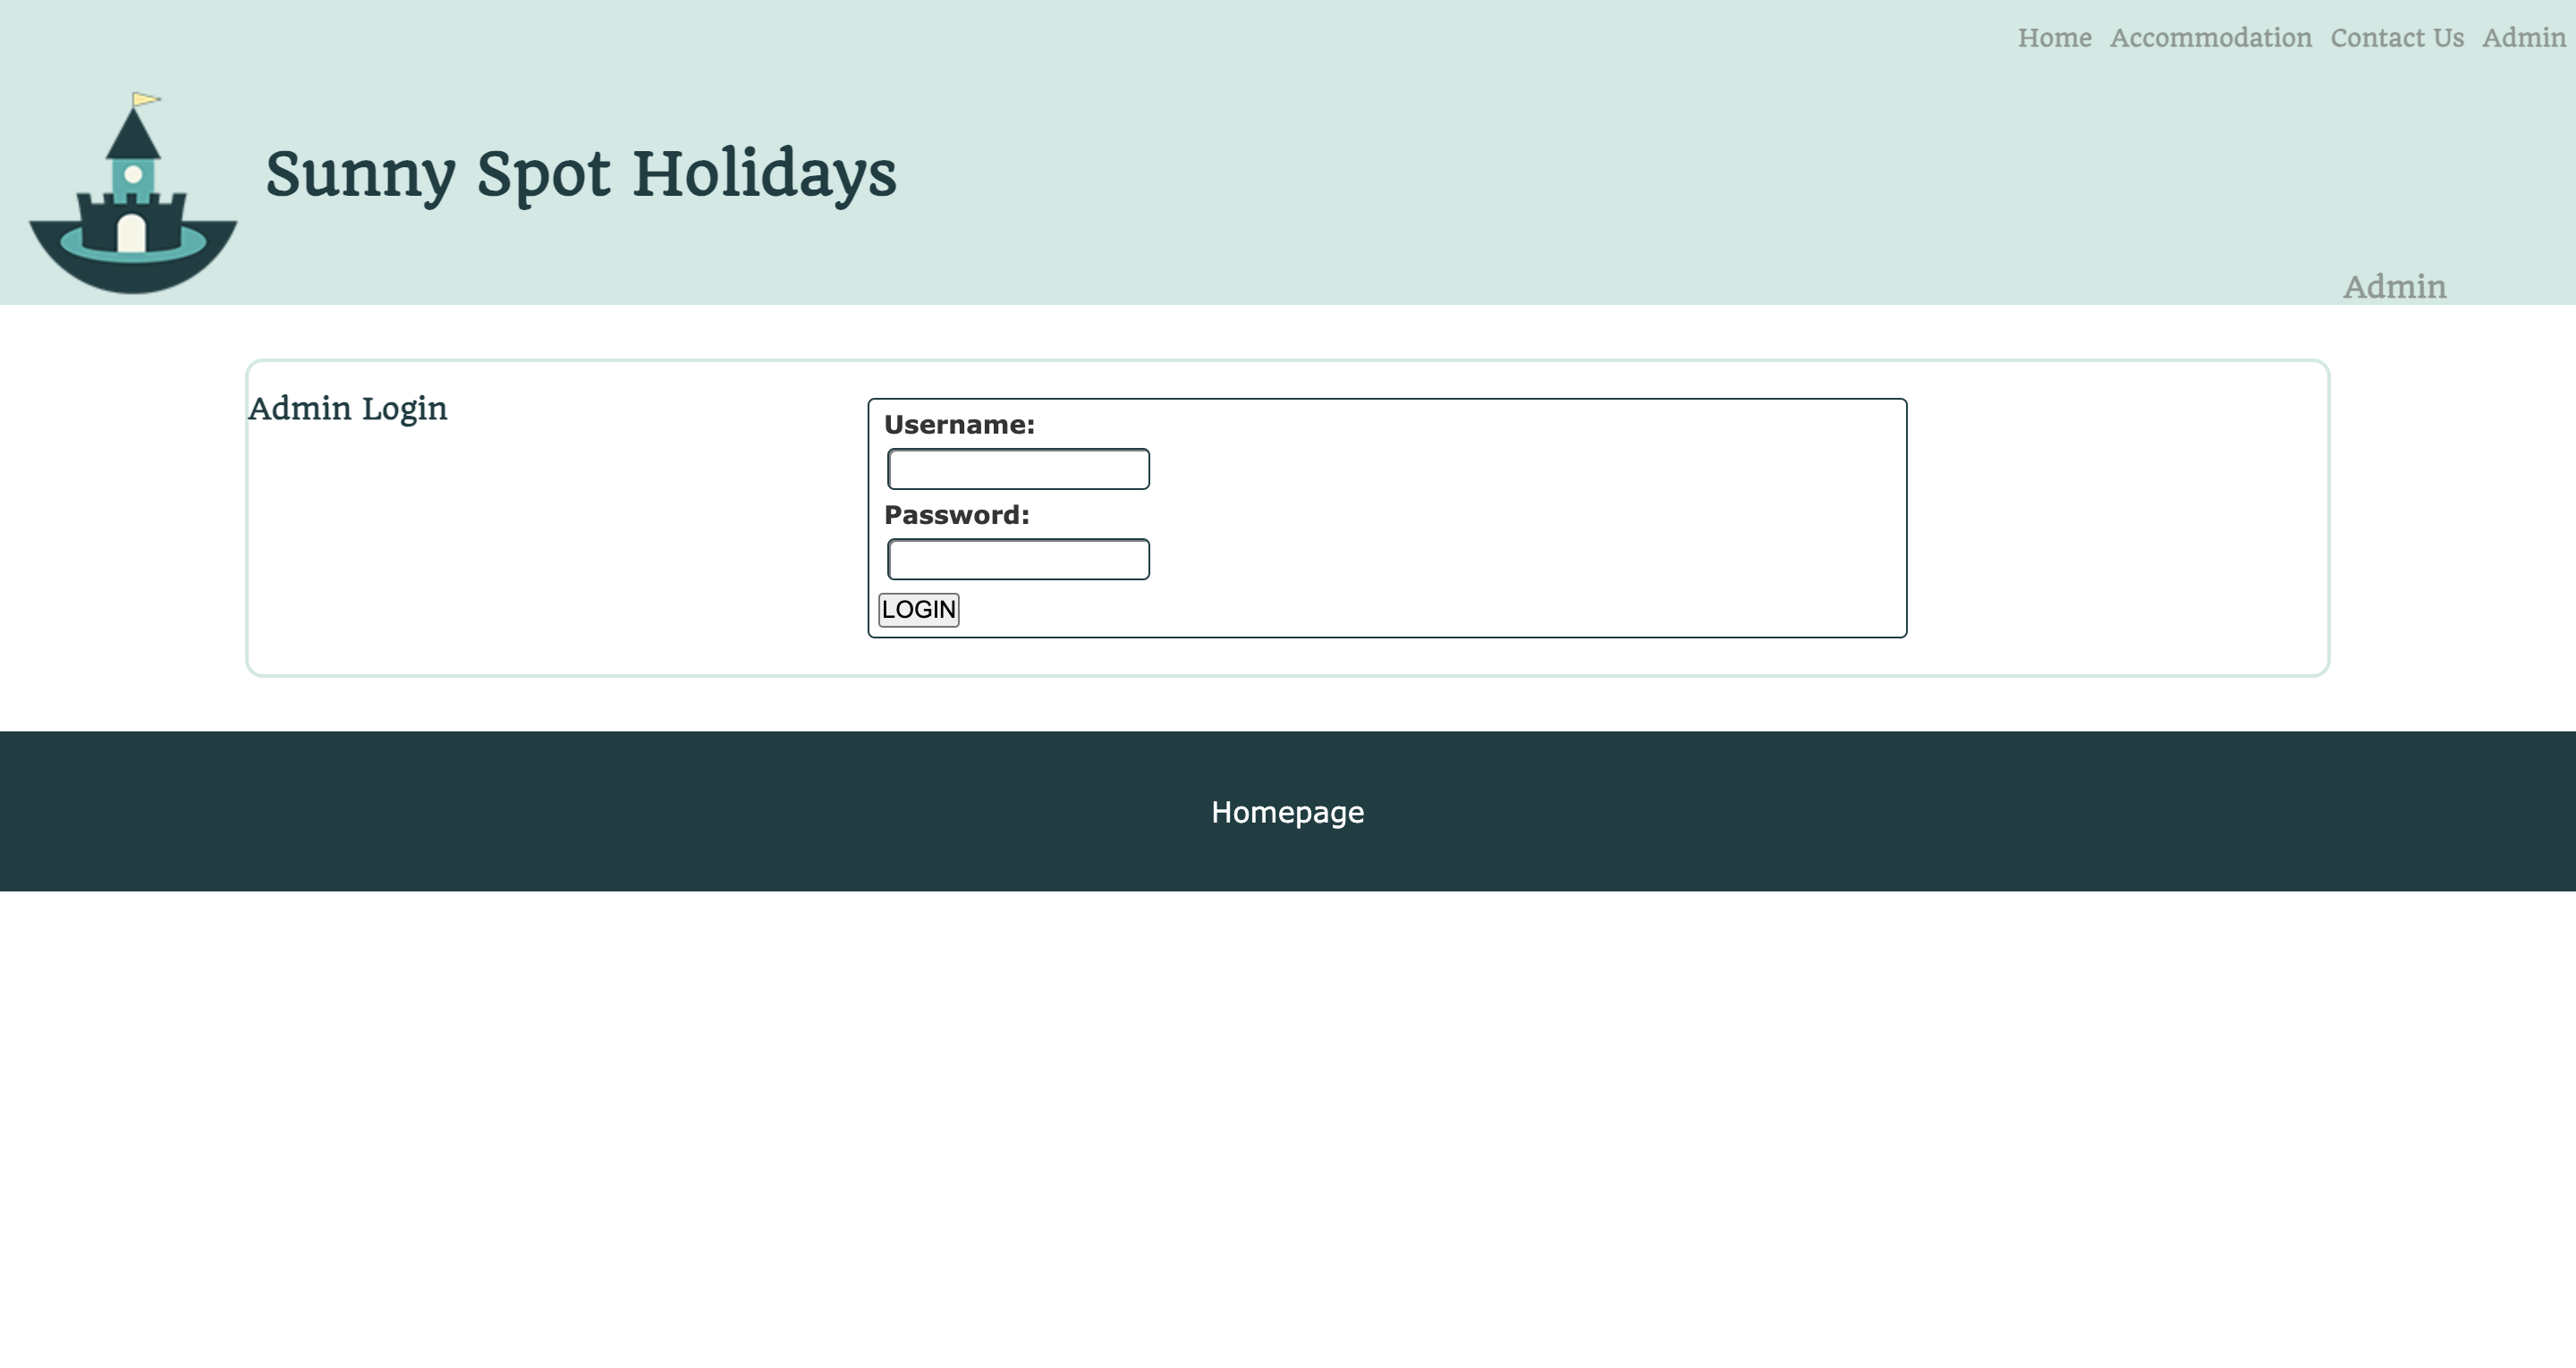 Home Accommodation Contact Us Admin
Sunny Spot Holidays
Admin
Admin Login
Username:
Password:
LOGIN
Homepage